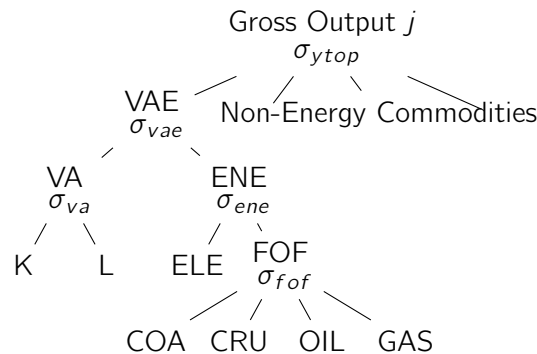 Gross Output j
σytop
VAE
σvae
Non-Energy Commodities
VA
σva
ENE
σene
K L ELE FOF
σfof
COA CRU OIL GAS